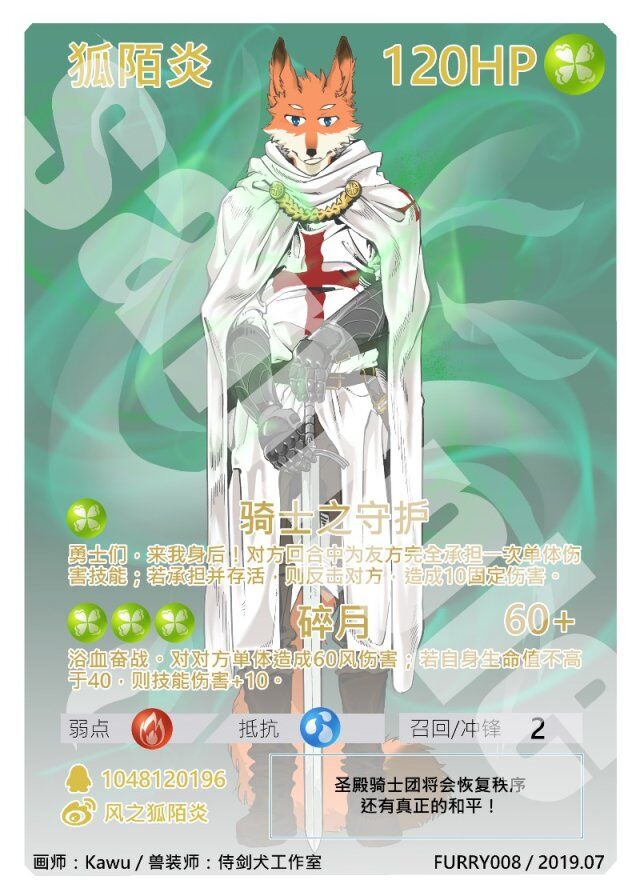 狐陌炎
120HP
Sample
骑士之守护
勇士们，来我身后！对方回合中为友方完全承担一次单体伤
害技能；若承担并存活，则反击对方，造成10固定伤害。
碎月
60+
浴血奋战。对对方单体造成60风伤害；若自身生命值不高
于40，则技能伤害+10。
弱点
抵抗
召回/冲锋
2
1048120196
风之狐陌炎
圣殿骑士团将会恢复秩序
还有真正的和平！
画师：Kawu / 兽装师：侍剑犬工作室
FURRY008 / 2019.07